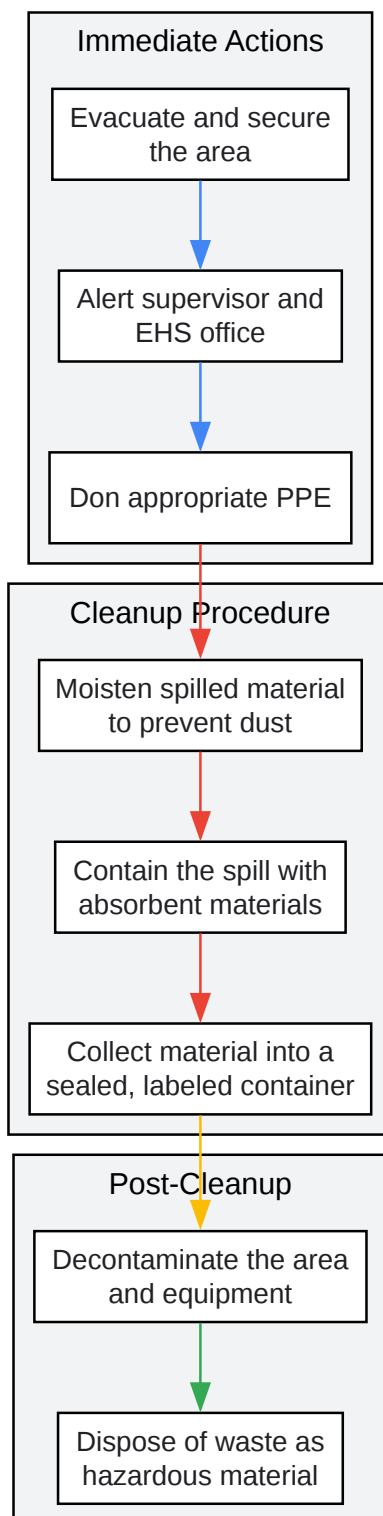 Immediate Actions
Evacuate and secure
the area
Alert supervisor and
EHS office
Don appropriate PPE
Cleanup Procedure
Moisten spilled material
to prevent dust
Contain the spill with
absorbent materials
Collect material into a
sealed, labeled container
Post-Cleanup
Decontaminate the area
and equipment
Dispose of waste as
hazardous material